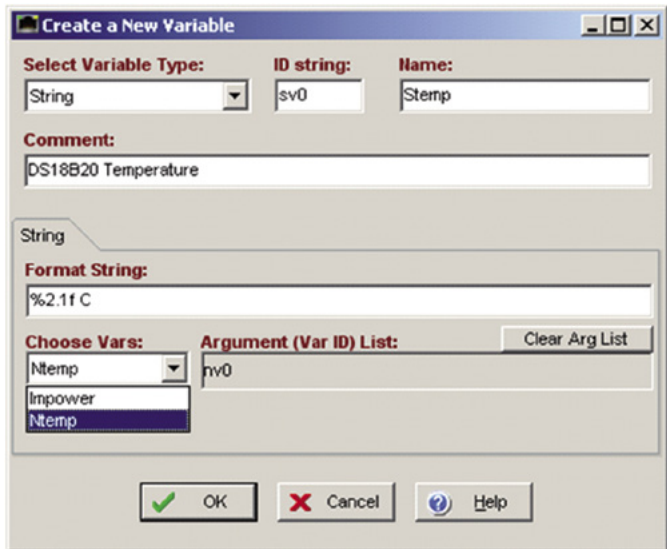 Create a New Variable
Select Variable Type: ID string: Name:
String sv0 Stemp
Comment:
DS18B20 Temperature
String
Format String:
%2.1f C
Choose Vars: Argument (Var ID) List: Clear Arg List
Ntemp nv0
Impower
Ntemp
OK Cancel Help